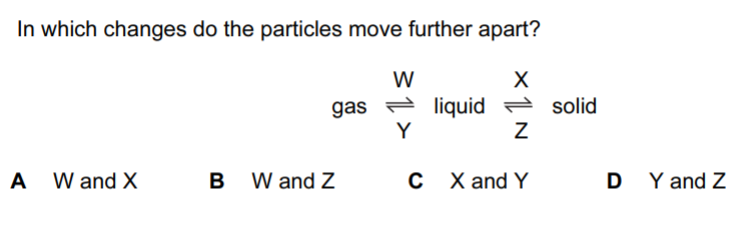 In which changes do the particles move further apart?
W X
gas ⇌ liquid ⇌ solid
Y Z
A W and X B W and Z C X and Y D Y and Z